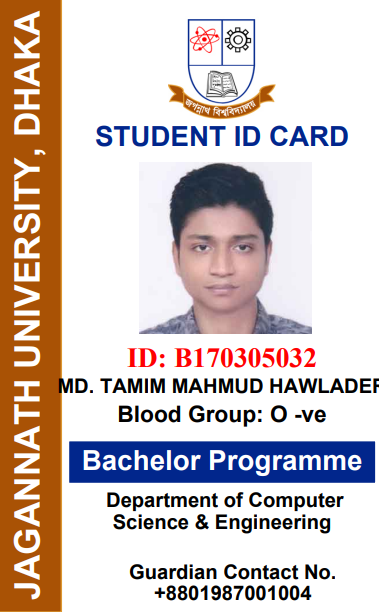 JAGANNATH UNIVERSITY, DHAKA
জগন্নাথ বিশ্ববিদ্যালয়
STUDENT ID CARD
ID: B170305032
MD. TAMIM MAHMUD HAWLADER
Blood Group: O -ve
Bachelor Programme
Department of Computer
Science & Engineering
Guardian Contact No.
+8801987001004